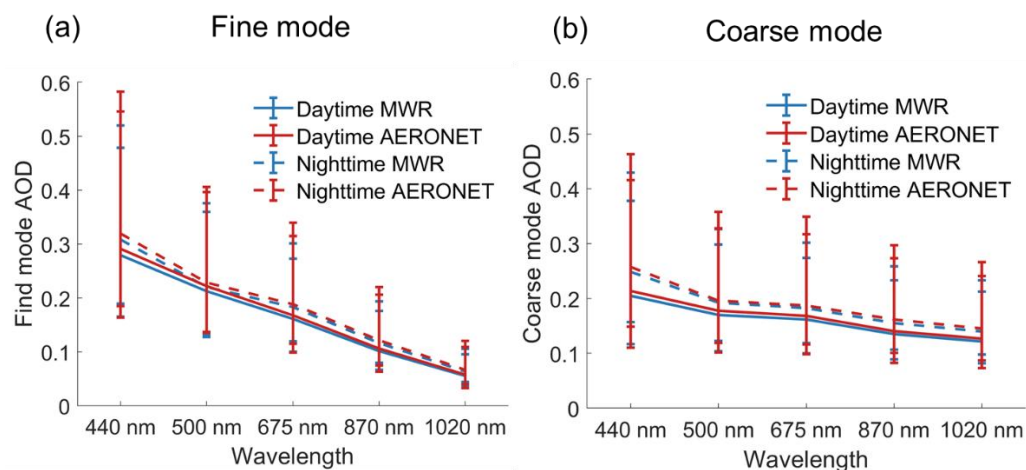 (a) Fine mode
0.6
0.5
0.4
0.3
0.2
0.1
0
Find mode AOD
Daytime MWR
Daytime AERONET
Nighttime MWR
Nighttime AERONET
440 nm 500 nm 675 nm 870 nm 1020 nm
Wavelength
(b) Coarse mode
0.6
0.5
0.4
0.3
0.2
0.1
0
Coarse mode AOD
Daytime MWR
Daytime AERONET
Nighttime MWR
Nighttime AERONET
440 nm 500 nm 675 nm 870 nm 1020 nm
Wavelength